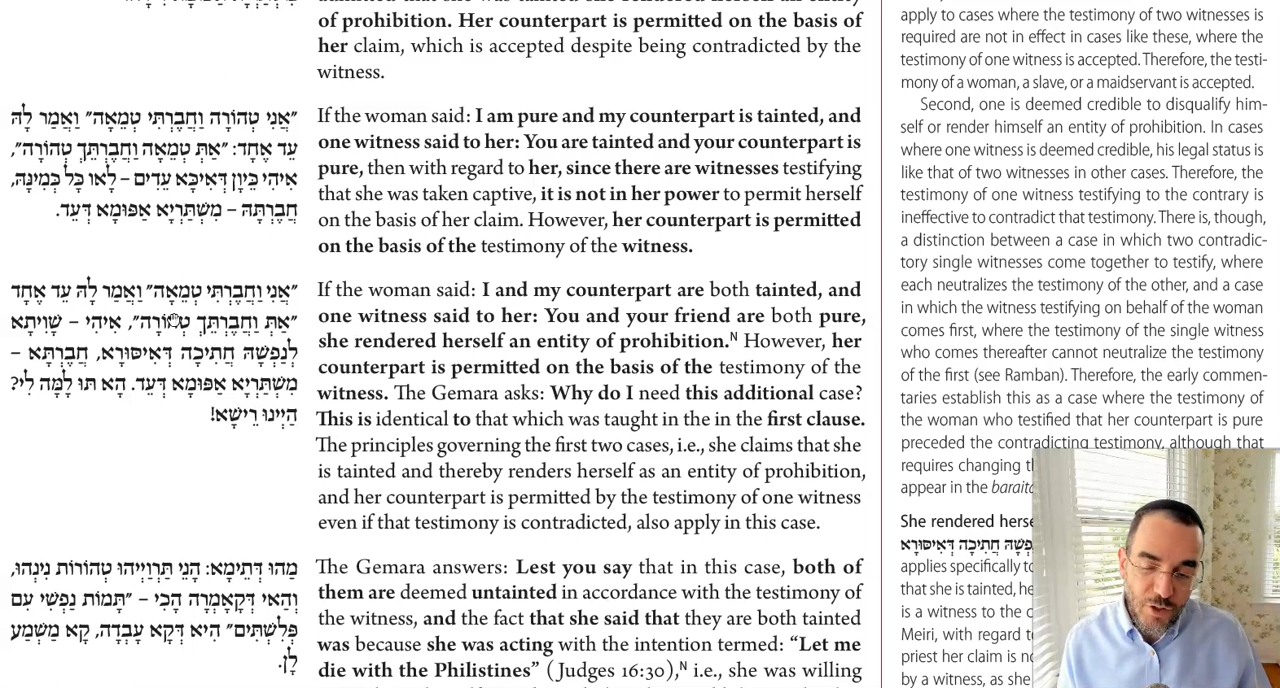 "אֲנִי טְהוֹרָה וַחֲבֶרְתִּי טְמֵאָה" וְאָמַר לָהּ
עֵד אֶחָד: "אַתְּ טְמֵאָה וַחֲבֶרְתֵּךְ טְהוֹרָה",
אִיהִי כֵּיוָן דְּאִיכָּא עֵדִים – לָאו כָּל כְּמִינָּהּ,
חֲבֶרְתָּהּ – מִשְׁתַּרְיָא אַפּוּמָּא דְּעֵד.
"אֲנִי וַחֲבֶרְתִּי טְמֵאָה" וְאָמַר לָהּ עֵד אֶחָד
"אַתְּ וַחֲבֶרְתֵּךְ טְהוֹרָה", אִיהִי – שָׁוִיתָא
לְנַפְשָׁהּ חֲתִיכָה דְּאִיסּוּרָא, חֲבֶרְתָּא –
מִשְׁתַּרְיָא אַפּוּמָּא דְּעֵד. הָא תּוּ לָמָּה לִי?
הַיְינוּ רֵישָׁא!
מַהוּ דְּתֵימָא: הָנֵי תַּרְוַיְיהוּ טְהוֹרוֹת נִינְהוּ,
וְהַאי דְּקָאָמְרָה הָכִי – "תָּמוֹת נַפְשִׁי עִם
פְּלִשְׁתִּים" הִיא דְּקָא עָבְדָה, קָא מַשְׁמַע
לָן.
admitted that she was tainted she rendered herself an entity
of prohibition. Her counterpart is permitted on the basis of
her claim, which is accepted despite being contradicted by the
witness.
If the woman said: I am pure and my counterpart is tainted, and
one witness said to her: You are tainted and your counterpart is
pure, then with regard to her, since there are witnesses testifying
that she was taken captive, it is not in her power to permit herself
on the basis of her claim. However, her counterpart is permitted
on the basis of the testimony of the witness.
If the woman said: I and my counterpart are both tainted, and
one witness said to her: You and your friend are both pure,
she rendered herself an entity of prohibition.ᴺ However, her
counterpart is permitted on the basis of the testimony of the
witness. The Gemara asks: Why do I need this additional case?
This is identical to that which was taught in the in the first clause.
The principles governing the first two cases, i.e., she claims that she
is tainted and thereby renders herself as an entity of prohibition,
and her counterpart is permitted by the testimony of one witness
even if that testimony is contradicted, also apply in this case.
The Gemara answers: Lest you say that in this case, both of
them are deemed untainted in accordance with the testimony of
the witness, and the fact that she said that they are both tainted
was because she was acting with the intention termed: “Let me
die with the Philistines” (Judges 16:30),ᴺ i.e., she was willing
apply to cases where the testimony of two witnesses is
required are not in effect in cases like these, where the
testimony of one witness is accepted. Therefore, the testi-
mony of a woman, a slave, or a maidservant is accepted.
Second, one is deemed credible to disqualify him-
self or render himself an entity of prohibition. In cases
where one witness is deemed credible, his legal status is
like that of two witnesses in other cases. Therefore, the
testimony of one witness testifying to the contrary is
ineffective to contradict that testimony. There is, though,
a distinction between a case in which two contradic-
tory single witnesses come together to testify, where
each neutralizes the testimony of the other, and a case
in which the witness testifying on behalf of the woman
comes first, where the testimony of the single witness
who comes thereafter cannot neutralize the testimony
of the first (see Ramban). Therefore, the early commen-
taries establish this as a case where the testimony of
the woman who testified that her counterpart is pure
preceded the contradicting testimony, although that
requires changing
appear in the
She rendered
חֲתִיכָה דְּאִיסּוּרָא
applies specifically
that she is tainted,
is a witness to the
Meiri, with regard
priest her claim is
by a witness, as she